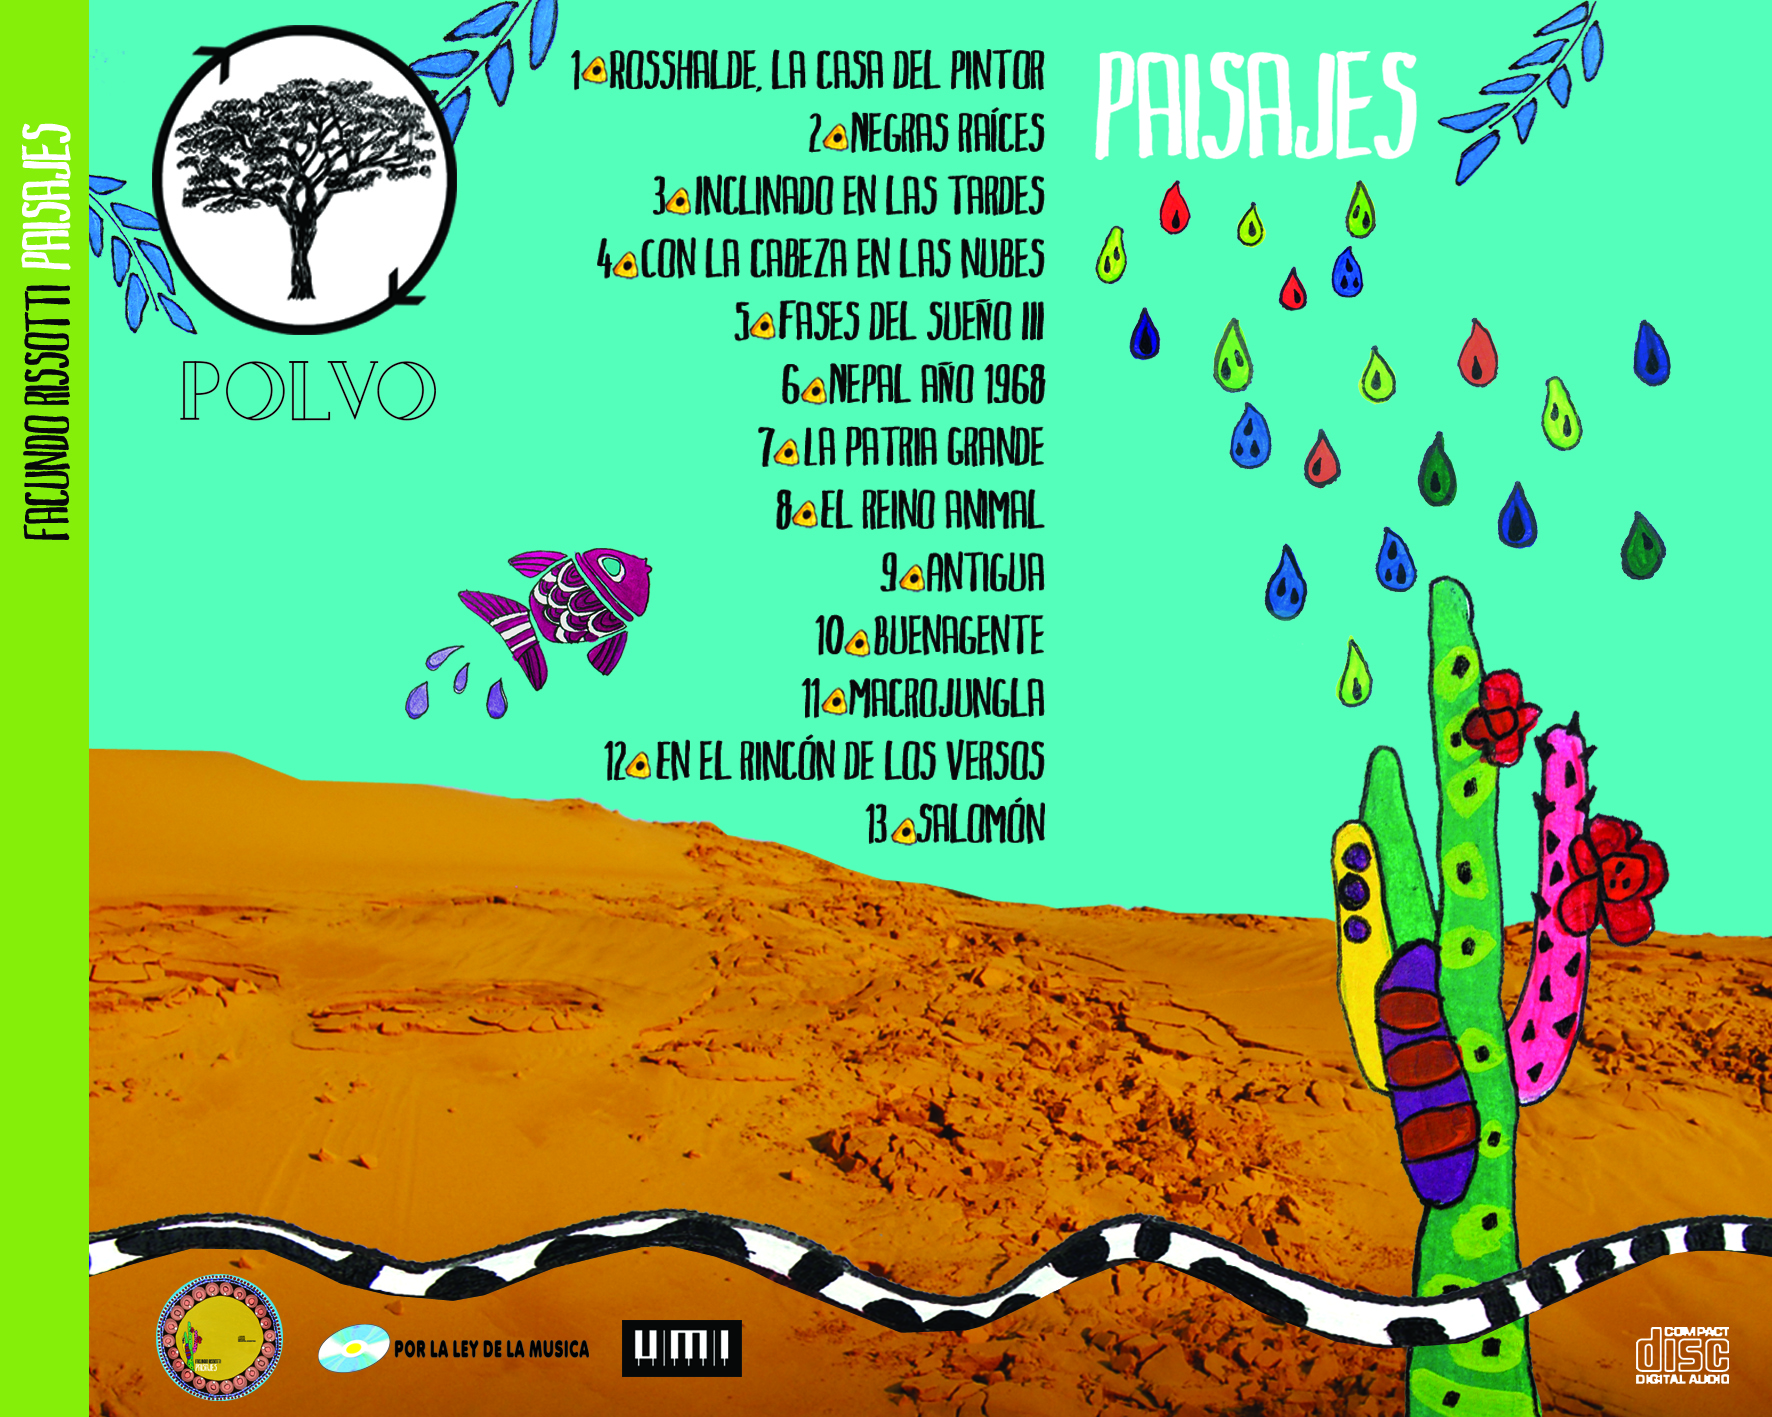 FACUNDO RISSOTTI PAISAJES
POLVO
1 ROSSHALDE, LA CASA DEL PINTOR
2 NEGRAS RAÍCES
3 INCLINADO EN LAS TARDES
4 CON LA CABEZA EN LAS NUBES
5 FASES DEL SUEÑO III
6 NEPAL AÑO 1968
7 LA PATRIA GRANDE
8 EL REINO ANIMAL
9 ANTIGUA
10 BUENAGENTE
11 MACROJUNGLA
12 EN EL RINCÓN DE LOS VERSOS
13 SALOMÓN
PAISAJES
FACUNDO RISSOTTI
PAISAJES
POR LA LEY DE LA MUSICA
UMI
COMPACT
disc
DIGITAL AUDIO